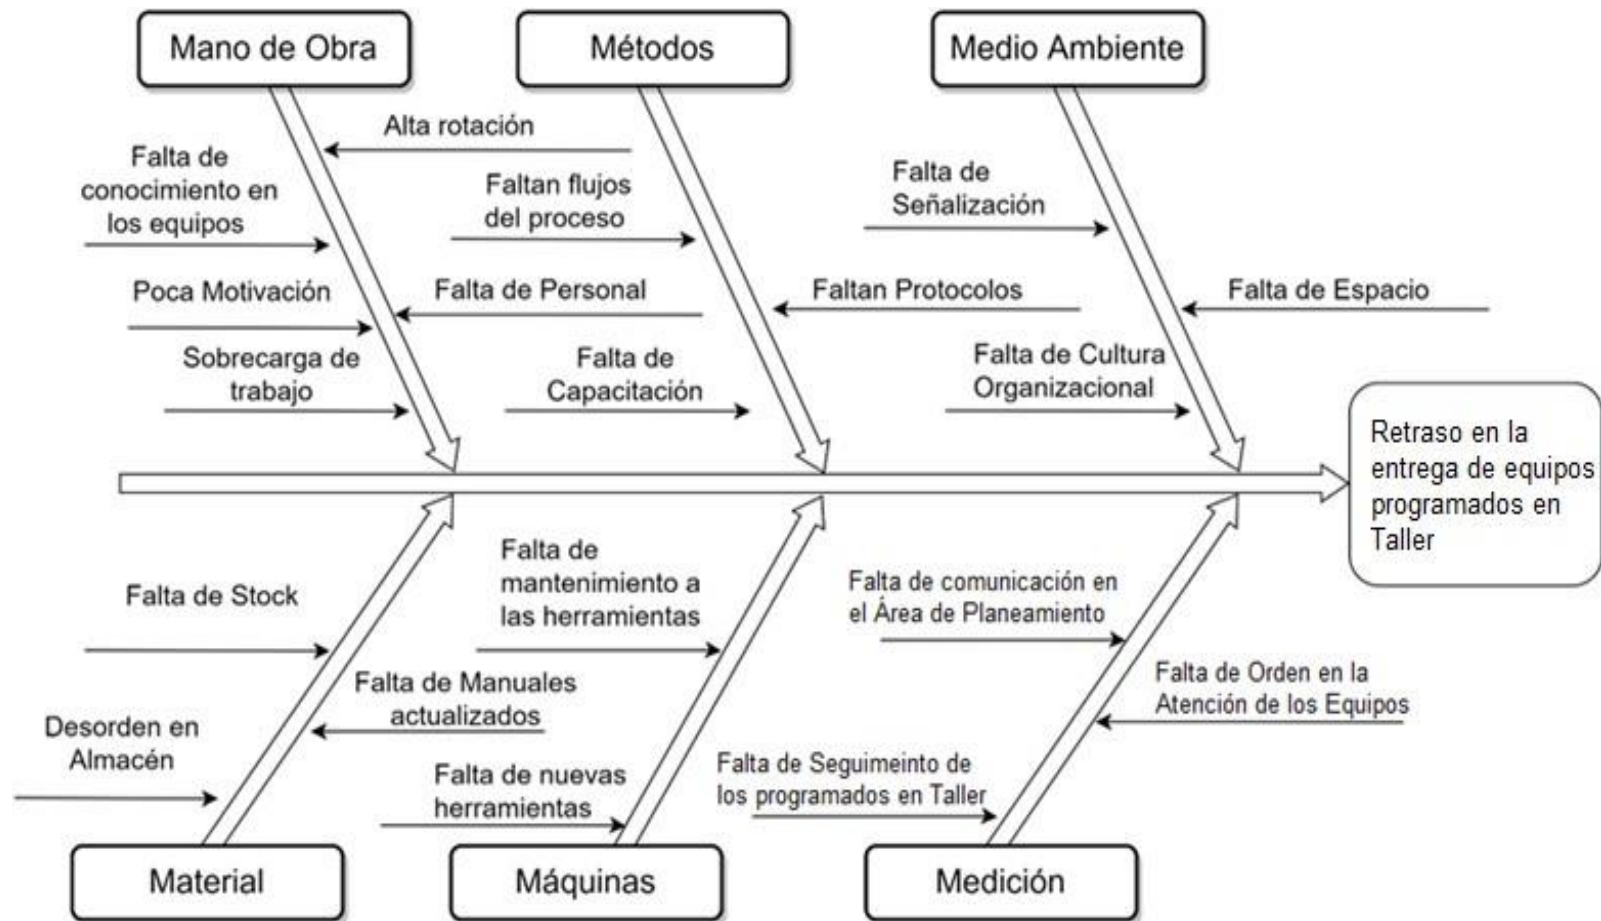 Mano de Obra
Métodos
Medio Ambiente
Alta rotación
Falta de
conocimiento en
los equipos
Faltan flujos
del proceso
Falta de
Señalización
Poca Motivación
Falta de Personal
Faltan Protocolos
Falta de Espacio
Sobrecarga de
trabajo
Falta de
Capacitación
Falta de Cultura
Organizacional
Retraso en la
entrega de equipos
programados en
Taller
Falta de Stock
Falta de
mantenimiento a
las herramientas
Falta de comunicación en
el Área de Planeamiento
Falta de Manuales
actualizados
Falta de Orden en la
Atención de los Equipos
Desorden en
Almacén
Falta de nuevas
herramientas
Falta de Seguimeinto de
los programados en Taller
Material
Máquinas
Medición